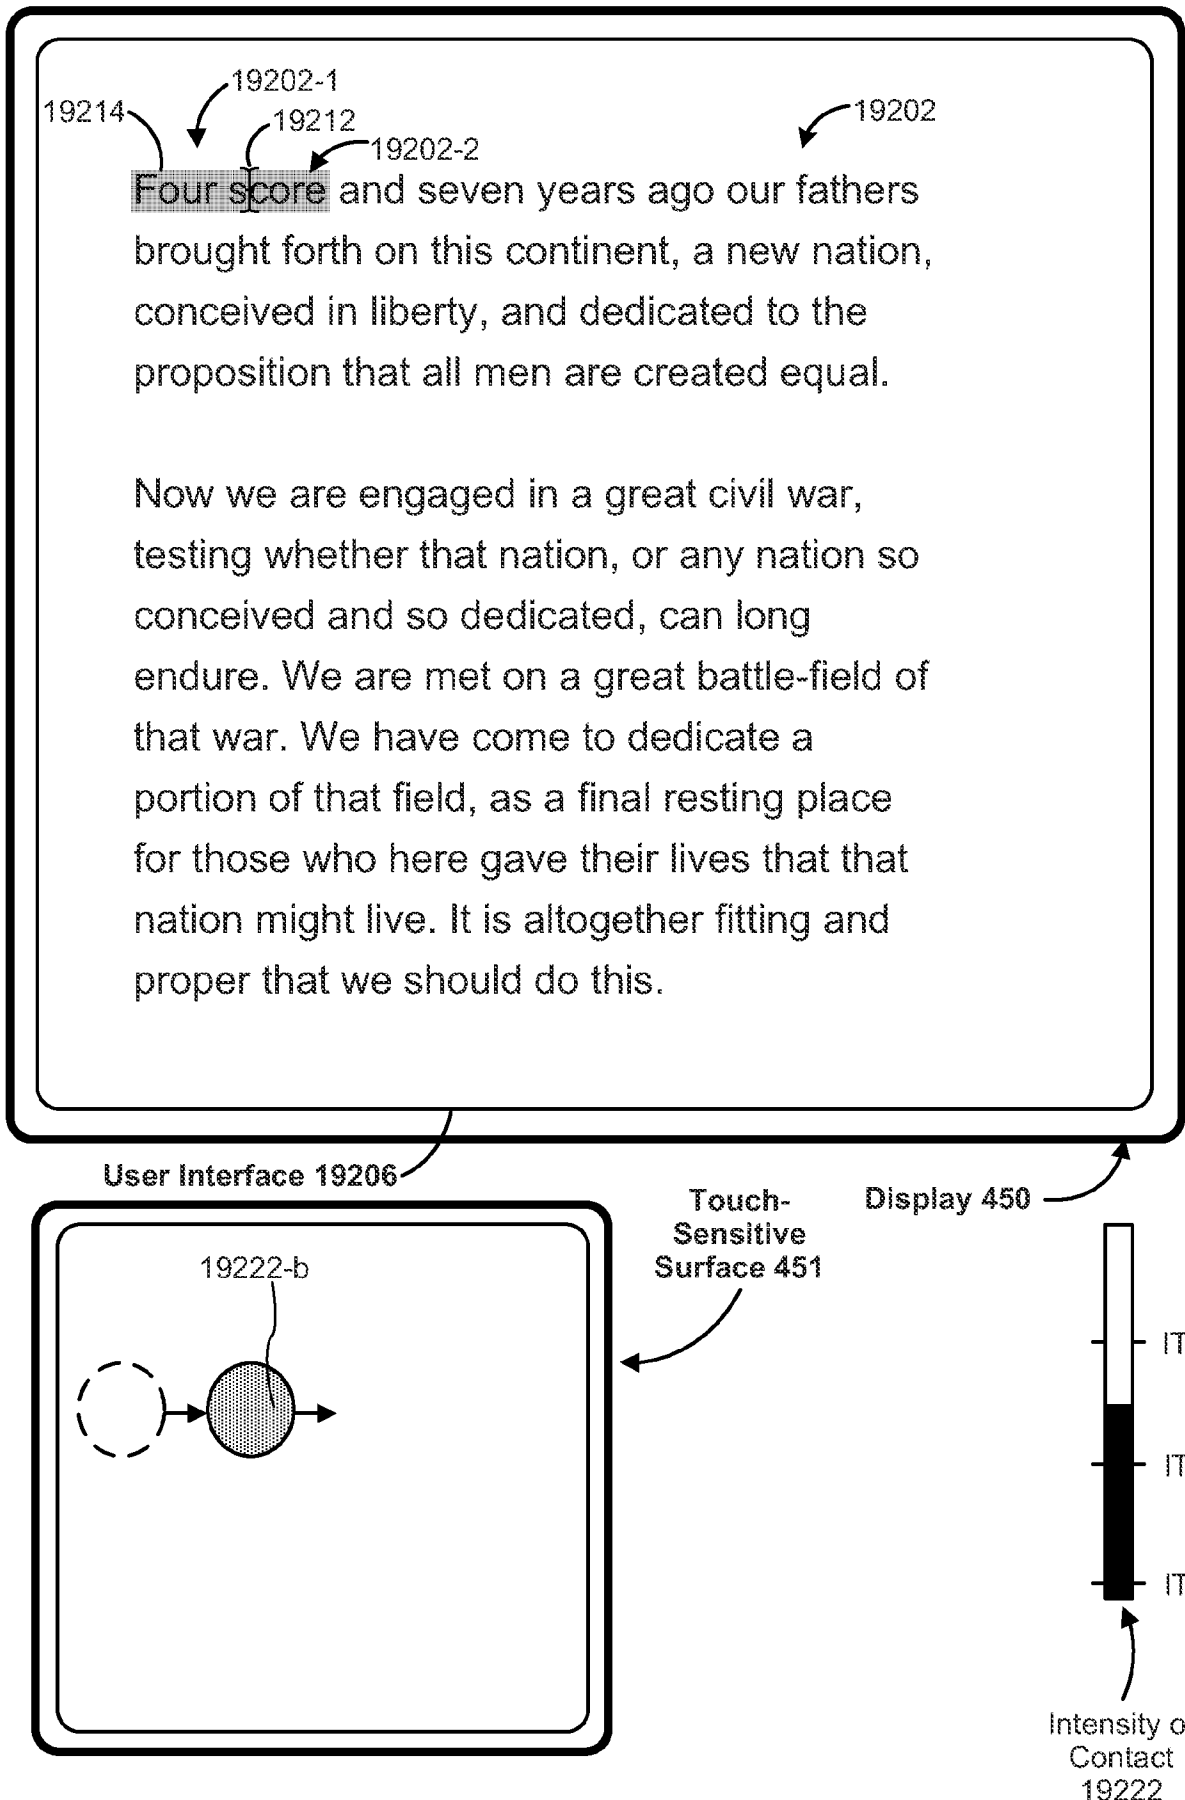 19202-1
19214
19212
19202
19202-2
Four score and seven years ago our fathers
brought forth on this continent, a new nation,
conceived in liberty, and dedicated to the
proposition that all men are created equal.
Now we are engaged in a great civil war,
testing whether that nation, or any nation so
conceived and so dedicated, can long
endure. We are met on a great battle-field of
that war. We have come to dedicate a
portion of that field, as a final resting place
for those who here gave their lives that that
nation might live. It is altogether fitting and
proper that we should do this.
User Interface 19206
Touch-
Sensitive
Surface 451
Display 450
19222-b
IT
IT
IT
Intensity o
Contact
19222